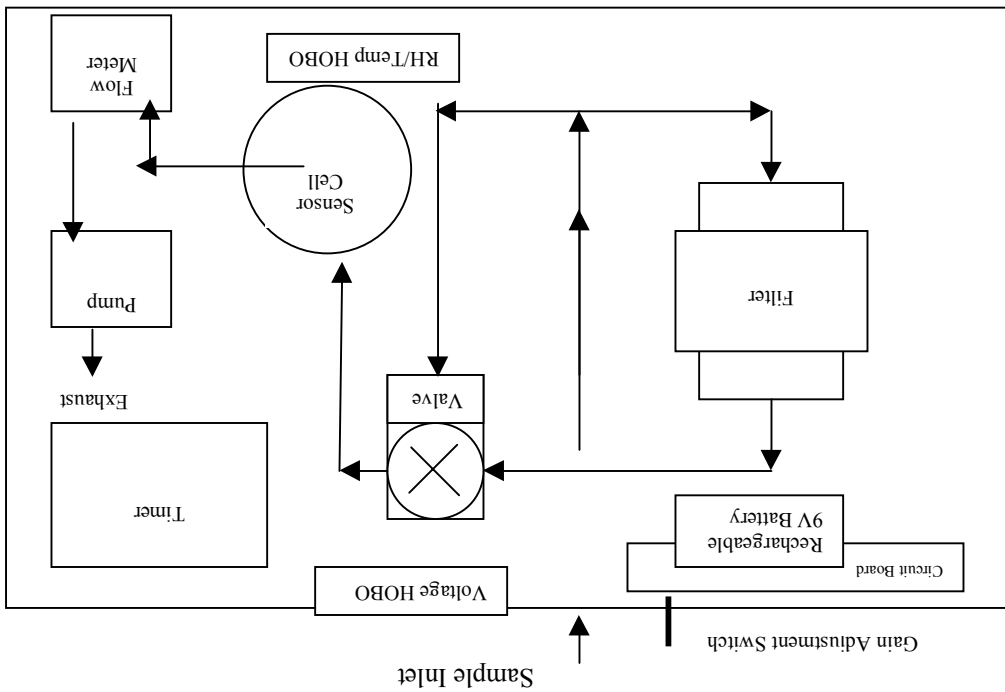 Sample Inlet
Gain Adjustment Switch
Voltage HOBO
Circuit Board
Rechargeable
9V Battery
Timer
Exhaust
Valve
Pump
Filter
Sensor
Cell
Flow
Meter
RH/Temp HOBO